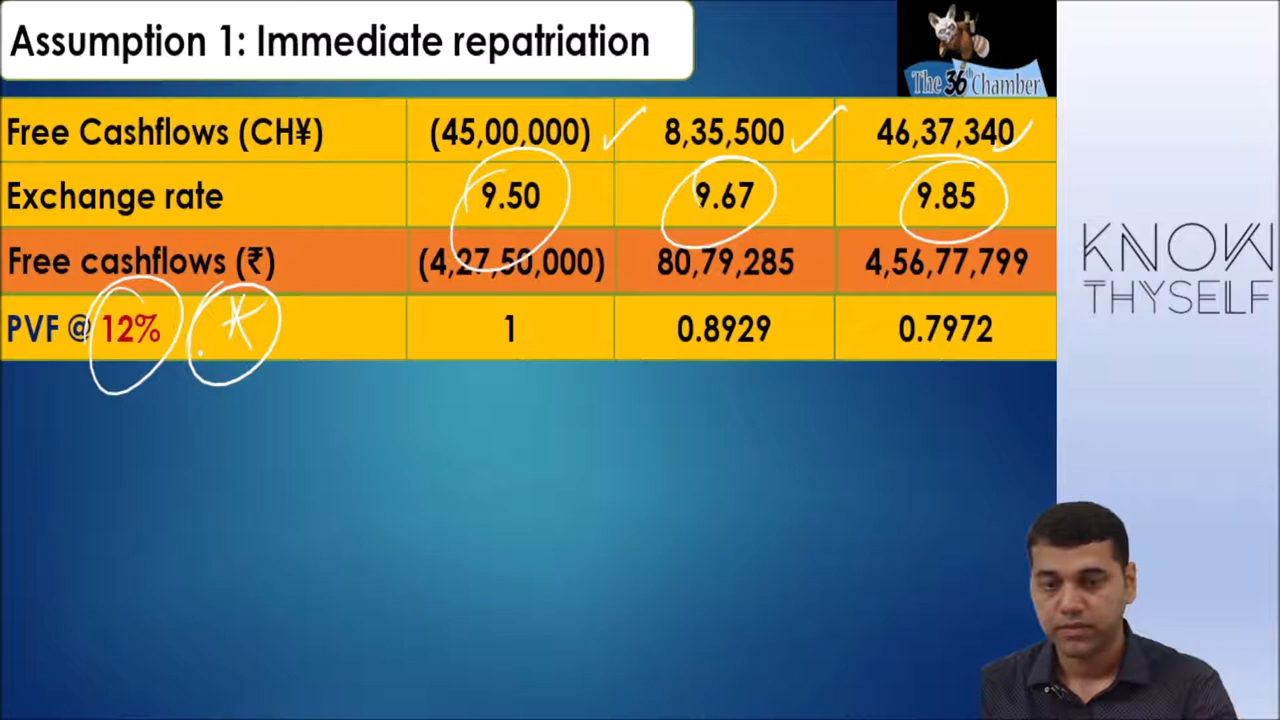 Assumption 1: Immediate repatriation
The 36th Chamber
Free Cashflows (CH¥) (45,00,000) 8,35,500 46,37,340
Exchange rate 9.50 9.67 9.85
Free cashflows (₹) (4,27,50,000) 80,79,285 4,56,77,799
PVF @ 12% 1 0.8929 0.7972
KNOW
THYSELF